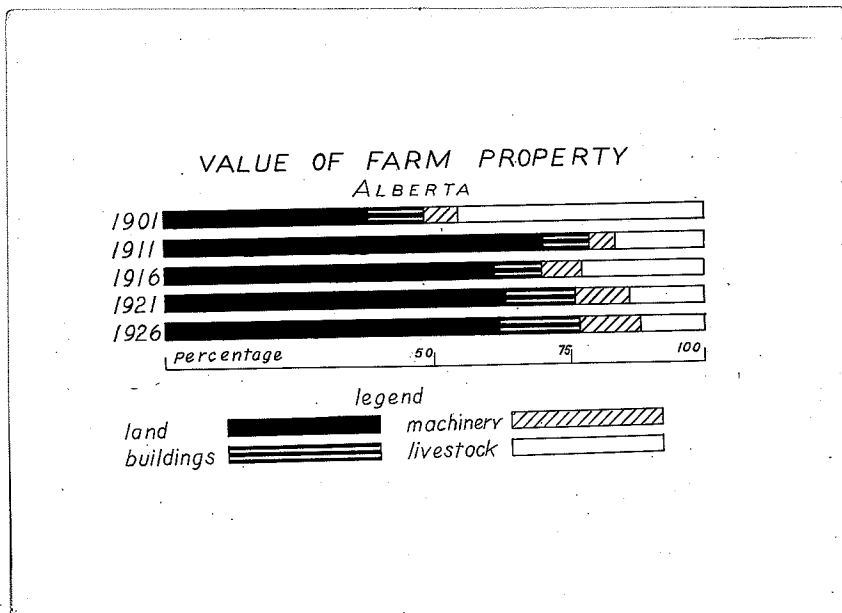 VALUE OF FARM PROPERTY
ALBERTA
1901
1911
1916
1921
1926
percentage 50 75 100
legend
land machinery
buildings livestock